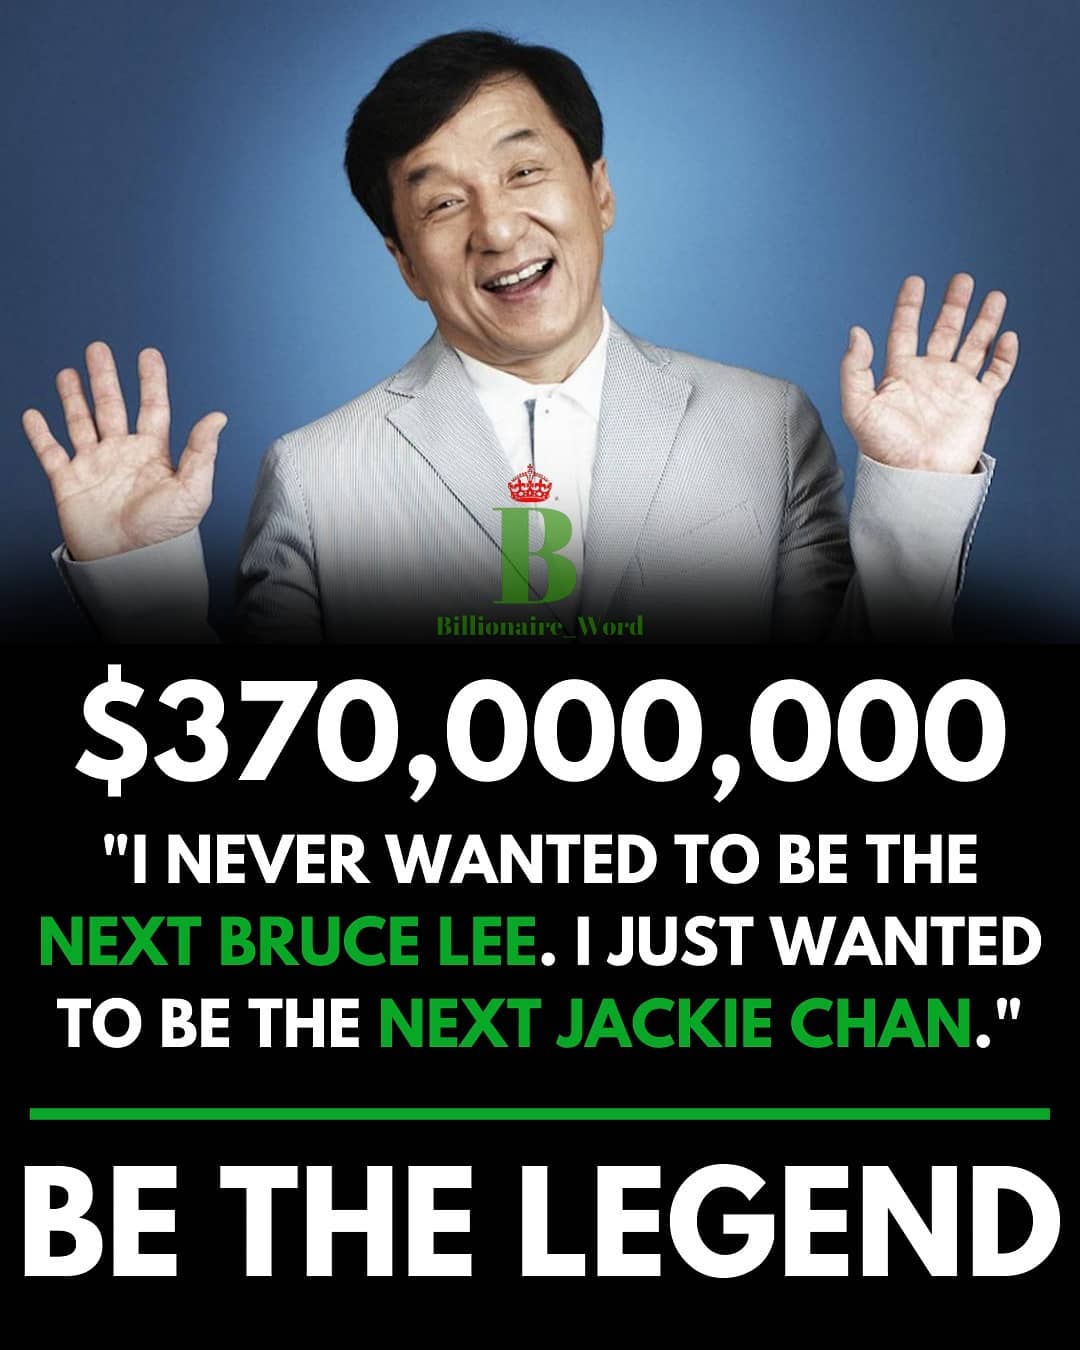 B
Billionaire_Word
$370,000,000
"I NEVER WANTED TO BE THE
NEXT BRUCE LEE. I JUST WANTED
TO BE THE NEXT JACKIE CHAN."
BE THE LEGEND